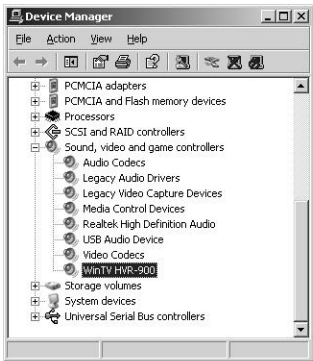 Device Manager
File Action View Help
PCMCIA adapters
PCMCIA and Flash memory devices
Processors
SCSI and RAID controllers
Sound, video and game controllers
Audio Codecs
Legacy Audio Drivers
Legacy Video Capture Devices
Media Control Devices
Realtek High Definition Audio
USB Audio Device
Video Codecs
WinTV HVR-900
Storage volumes
System devices
Universal Serial Bus controllers